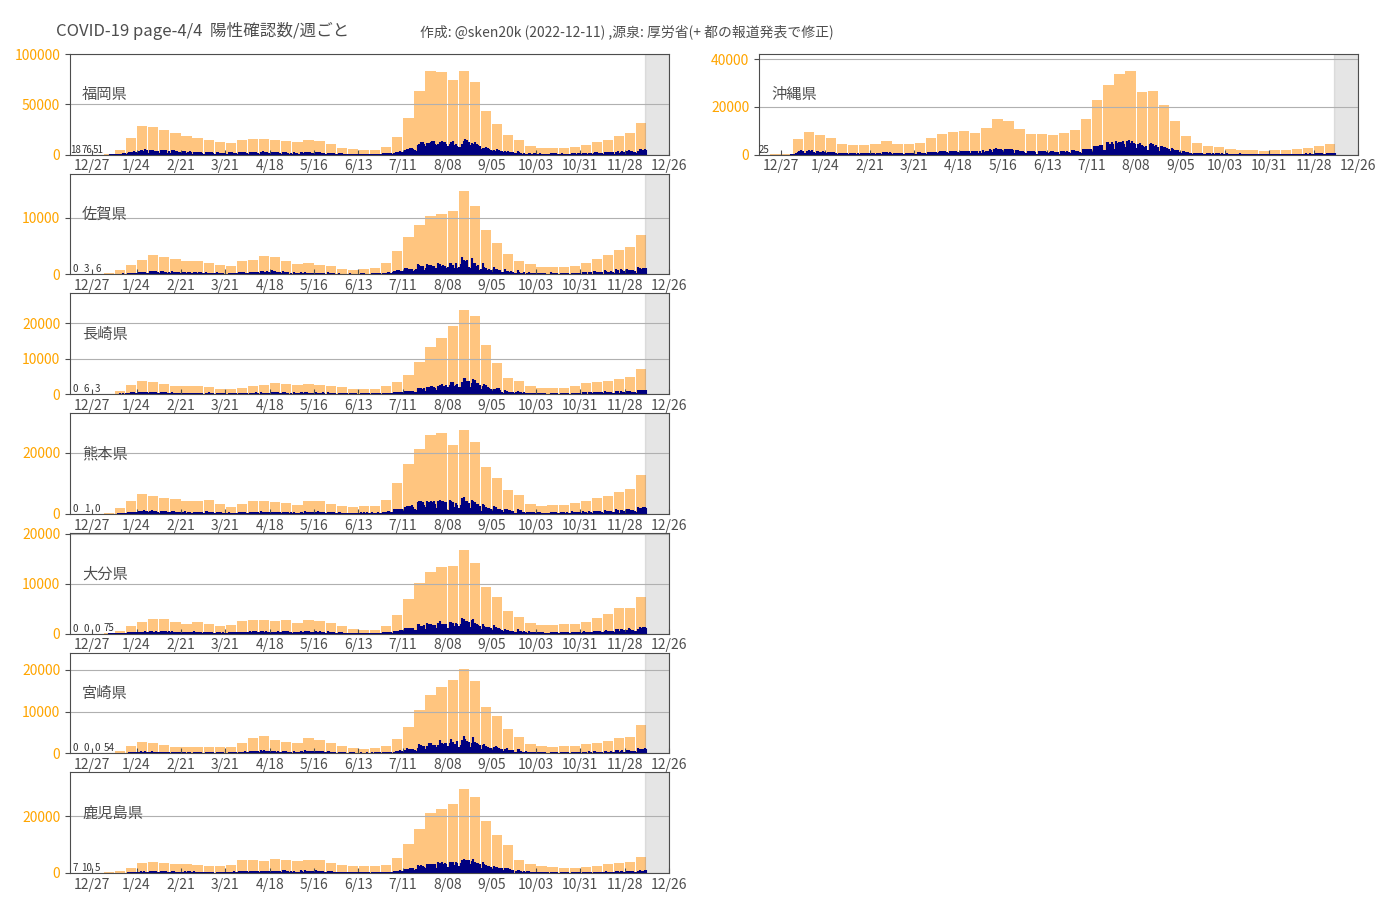 COVID-19 page-4/4 陽性確認数/週ごと 作成: @sken20k (2022-12-11) ,源泉: 厚労省(+ 都の報道発表で修正)
100000
50000
0
福岡県
12/27 1/24 2/21 3/21 4/18 5/16 6/13 7/11 8/08 9/05 10/03 10/31 11/28 12/26
40000
20000
0
沖縄県
25
12/27 1/24 2/21 3/21 4/18 5/16 6/13 7/11 8/08 9/05 10/03 10/31 11/28 12/26
10000
0
佐賀県
0 3,6
12/27 1/24 2/21 3/21 4/18 5/16 6/13 7/11 8/08 9/05 10/03 10/31 11/28 12/26
20000
10000
0
長崎県
0 6,3
12/27 1/24 2/21 3/21 4/18 5/16 6/13 7/11 8/08 9/05 10/03 10/31 11/28 12/26
20000
0
熊本県
0 1,0
12/27 1/24 2/21 3/21 4/18 5/16 6/13 7/11 8/08 9/05 10/03 10/31 11/28 12/26
20000
10000
0
大分県
0 0,0 75
12/27 1/24 2/21 3/21 4/18 5/16 6/13 7/11 8/08 9/05 10/03 10/31 11/28 12/26
20000
10000
0
宮崎県
0 0,0 54
12/27 1/24 2/21 3/21 4/18 5/16 6/13 7/11 8/08 9/05 10/03 10/31 11/28 12/26
20000
0
鹿児島県
7 10,5
12/27 1/24 2/21 3/21 4/18 5/16 6/13 7/11 8/08 9/05 10/03 10/31 11/28 12/26